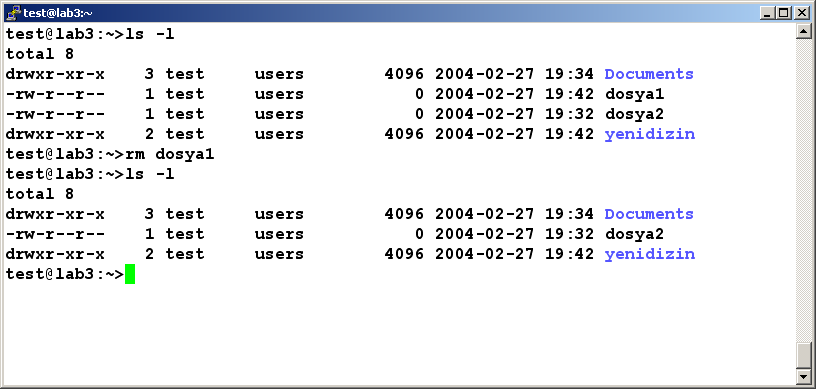 test@lab3:~
test@lab3:~>ls -l
total 8
drwxr-xr-x    3 test     users        4096 2004-02-27 19:34 Documents
-rw-r--r--    1 test     users           0 2004-02-27 19:42 dosya1
-rw-r--r--    1 test     users           0 2004-02-27 19:32 dosya2
drwxr-xr-x    2 test     users        4096 2004-02-27 19:42 yenidizin
test@lab3:~>rm dosya1
test@lab3:~>ls -l
total 8
drwxr-xr-x    3 test     users        4096 2004-02-27 19:34 Documents
-rw-r--r--    1 test     users           0 2004-02-27 19:32 dosya2
drwxr-xr-x    2 test     users        4096 2004-02-27 19:42 yenidizin
test@lab3:~>